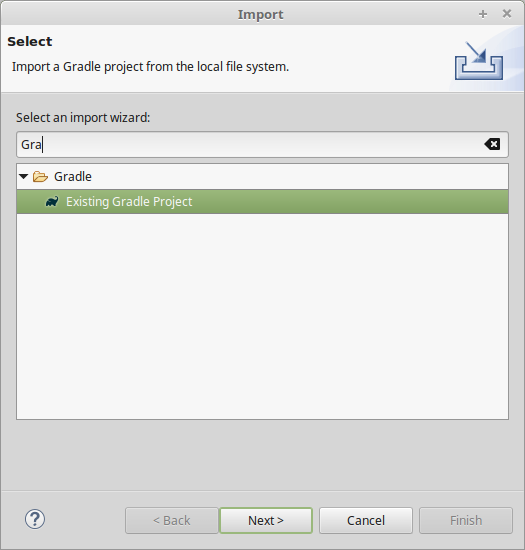 Import
Select
Import a Gradle project from the local file system.
Select an import wizard:
Gra
Gradle
Existing Gradle Project
< Back
Next >
Cancel
Finish